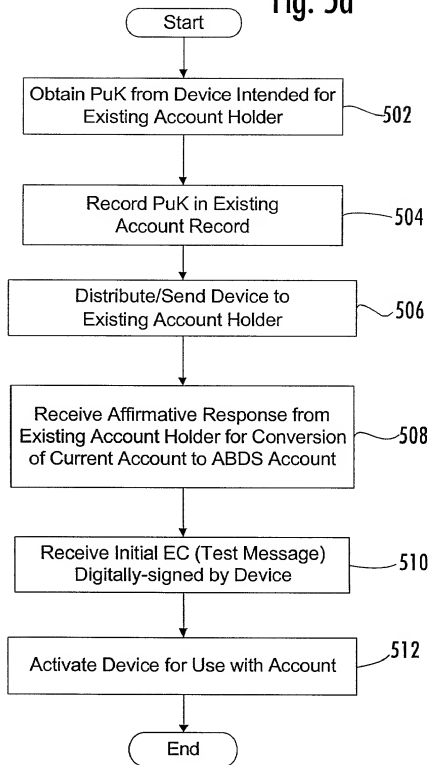 Fig. 5a
Start
Obtain PuK from Device Intended for
Existing Account Holder
502
Record PuK in Existing
Account Record
504
Distribute/Send Device to
Existing Account Holder
506
Receive Affirmative Response from
Existing Account Holder for Conversion
of Current Account to ABDS Account
508
Receive Initial EC (Test Message)
Digitally-signed by Device
510
Activate Device for Use with Account
512
End